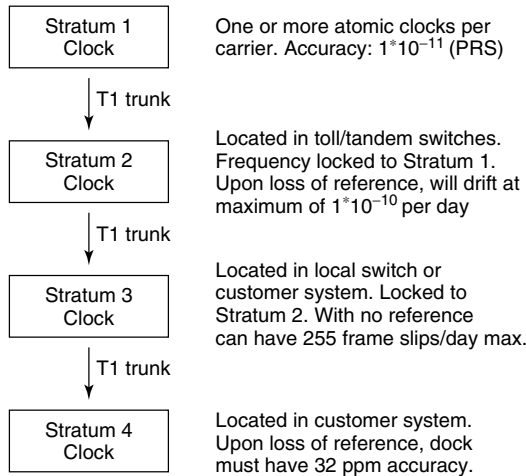 Stratum 1
Clock
One or more atomic clocks per
carrier. Accuracy: 1*10⁻¹¹ (PRS)
T1 trunk
Stratum 2
Clock
Located in toll/tandem switches.
Frequency locked to Stratum 1.
Upon loss of reference, will drift at
maximum of 1*10⁻¹⁰ per day
T1 trunk
Stratum 3
Clock
Located in local switch or
customer system. Locked to
Stratum 2. With no reference
can have 255 frame slips/day max.
T1 trunk
Stratum 4
Clock
Located in customer system.
Upon loss of reference, dock
must have 32 ppm accuracy.